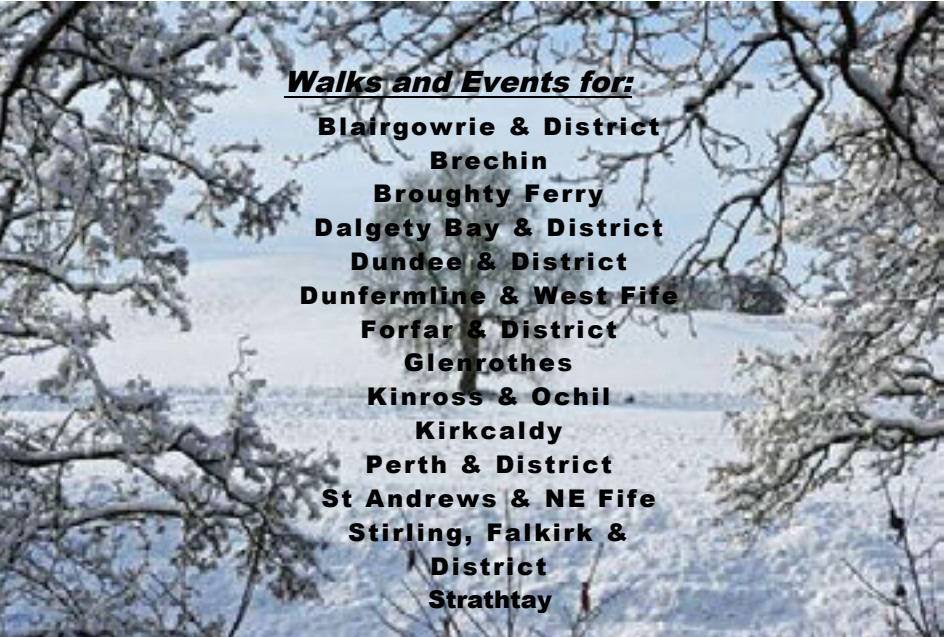 Walks and Events for:
Blairgowrie & District
Brechin
Broughty Ferry
Dalgety Bay & District
Dundee & District
Dunfermline & West Fife
Forfar & District
Glenrothes
Kinross & Ochil
Kirkcaldy
Perth & District
St Andrews & NE Fife
Stirling, Falkirk &
District
Strathtay